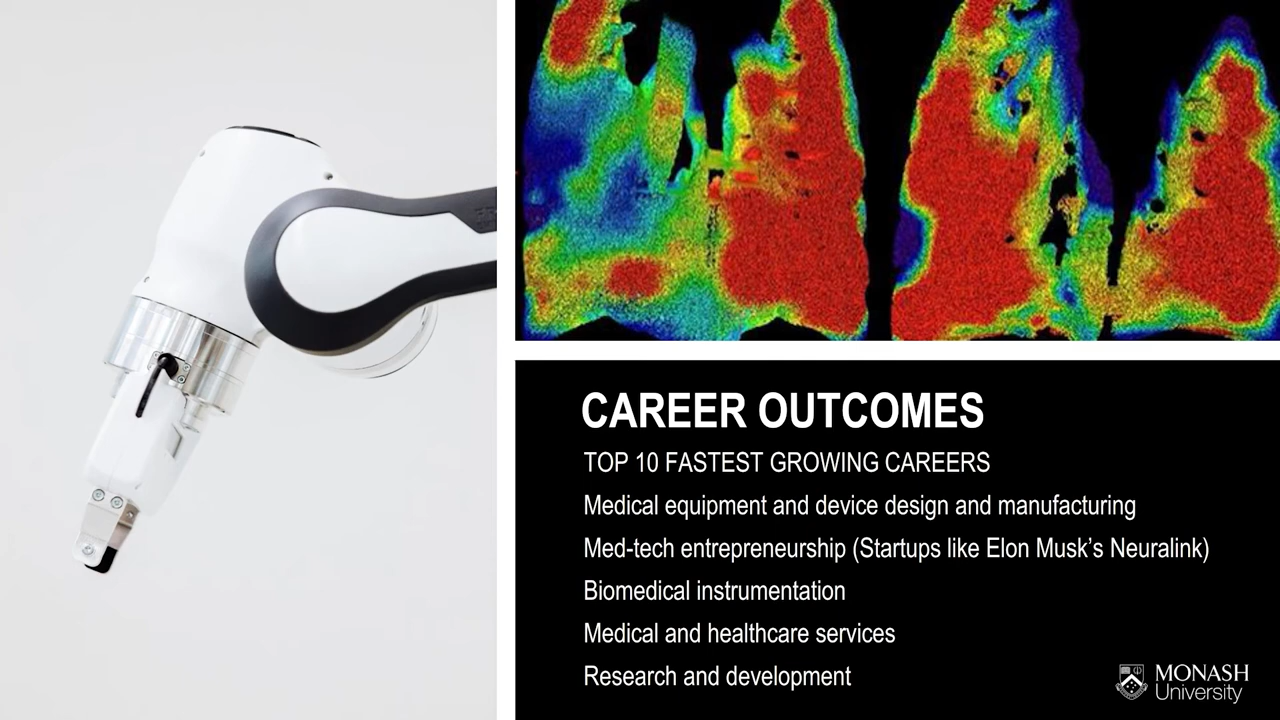 CAREER OUTCOMES
TOP 10 FASTEST GROWING CAREERS
Medical equipment and device design and manufacturing
Med-tech entrepreneurship (Startups like Elon Musk’s Neuralink)
Biomedical instrumentation
Medical and healthcare services
Research and development
MONASH
University